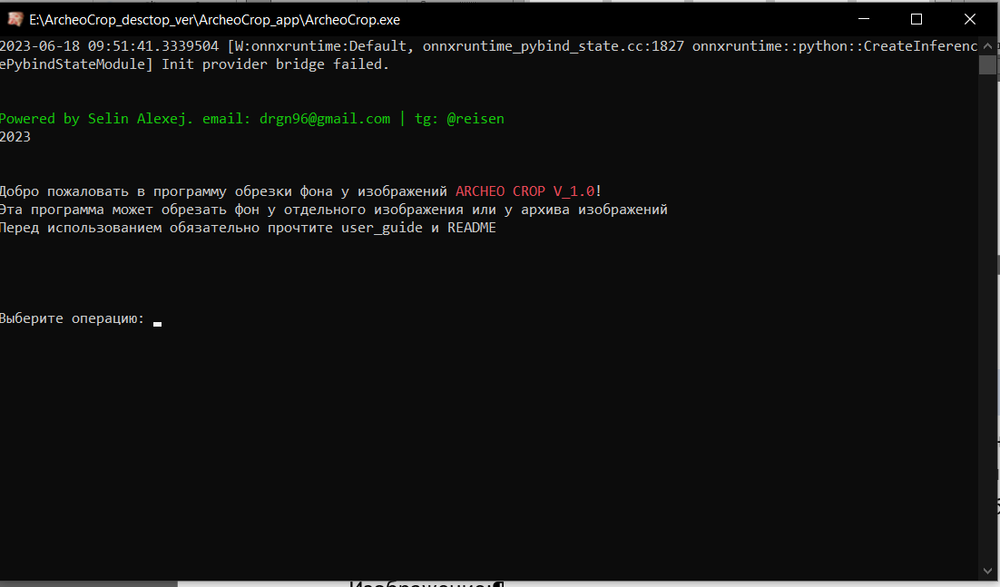 E:\ArcheoCrop_desctop_ver\ArcheoCrop_app\ArcheoCrop.exe
2023-06-18 09:51:41.3339504 [W:onnxruntime:Default, onnxruntime_pybind_state.cc:1827 onnxruntime::python::CreateInferenc
ePybindStateModule] Init provider bridge failed.
Powered by Selin Alexej. email: drgn96@gmail.com | tg: @reisen
2023
Добро пожаловать в программу обрезки фона у изображений ARCHEO CROP V_1.0!
Эта программа может обрезать фон у отдельного изображения или у архива изображений
Перед использованием обязательно прочтите user_guide и README
Выберите операцию: